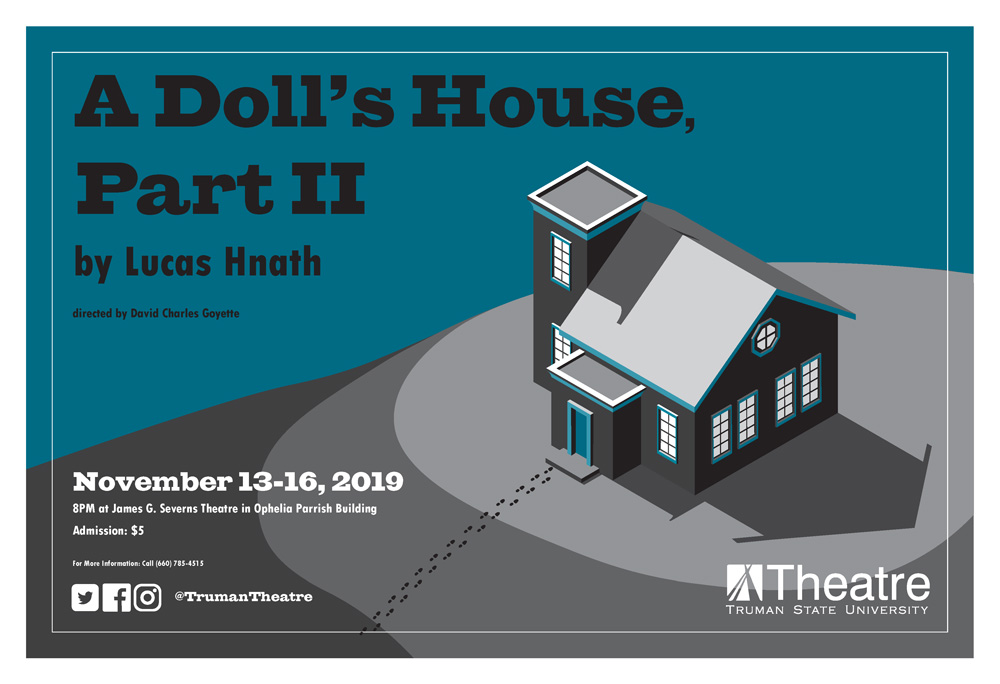 A Doll's House,
Part II
by Lucas Hnath
directed by David Charles Goyette
November 13-16, 2019
8PM at James G. Severns Theatre in Ophelia Parrish Building
Admission: $5
For More Information: Call (660) 785-4515
@TrumanTheatre
Theatre
Truman State University